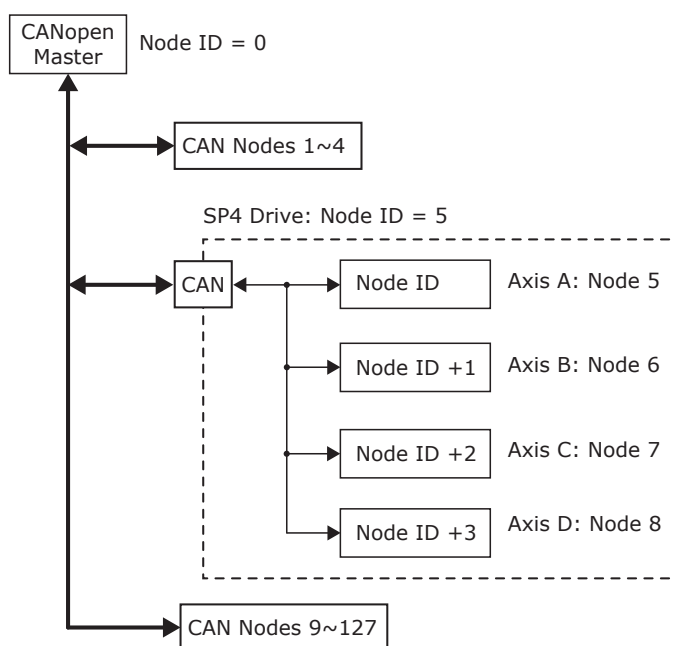 CANopen
Master
Node ID = 0
CAN Nodes 1~4
SP4 Drive: Node ID = 5
CAN
Node ID
Axis A: Node 5
Node ID +1
Axis B: Node 6
Node ID +2
Axis C: Node 7
Node ID +3
Axis D: Node 8
CAN Nodes 9~127